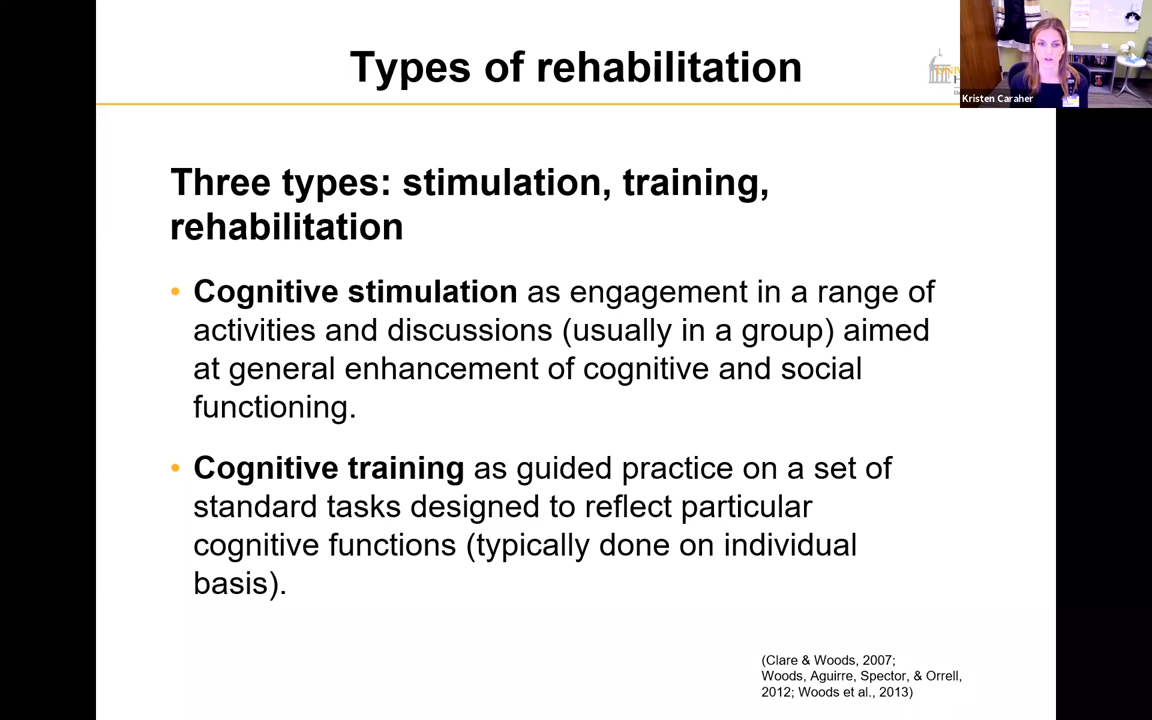 Types of rehabilitation
Kristen Caraher
Three types: stimulation, training,
rehabilitation
• Cognitive stimulation as engagement in a range of
activities and discussions (usually in a group) aimed
at general enhancement of cognitive and social
functioning.
• Cognitive training as guided practice on a set of
standard tasks designed to reflect particular
cognitive functions (typically done on individual
basis).
(Clare & Woods, 2007;
Woods, Aguirre, Spector, & Orrell,
2012; Woods et al., 2013)